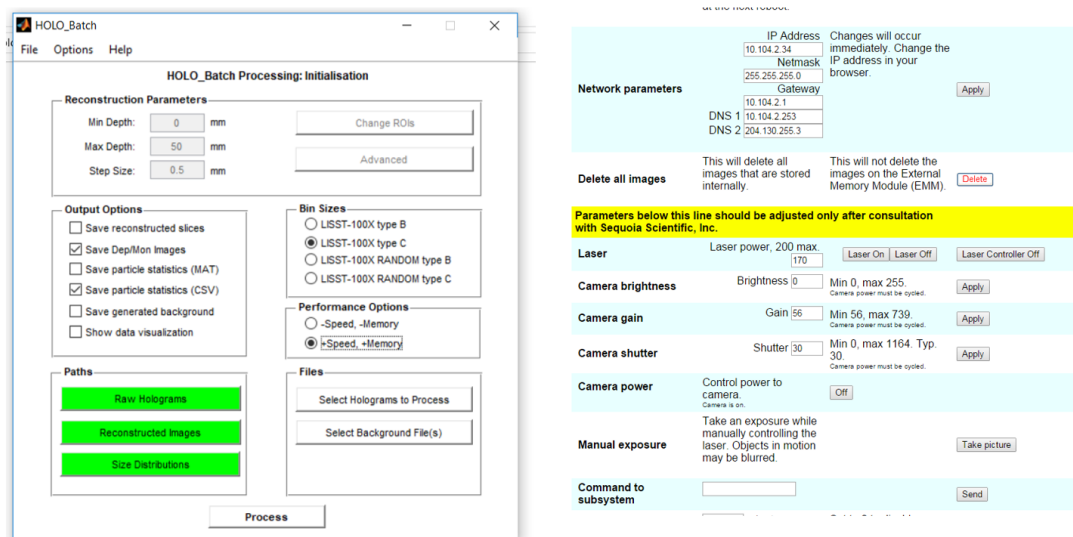 HOLO_Batch
File Options Help
HOLO_Batch Processing: Initialisation
Reconstruction Parameters
Min Depth: 0 mm
Max Depth: 50 mm
Step Size: 0.5 mm
Change ROIs
Advanced
Output Options
Save reconstructed slices
Save Dep/Mon Images
Save particle statistics (MAT)
Save particle statistics (CSV)
Save generated background
Show data visualization
Bin Sizes
LISST-100X type B
LISST-100X type C
LISST-100X RANDOM type B
LISST-100X RANDOM type C
Performance Options
-Speed, -Memory
+Speed, +Memory
Paths
Raw Holograms
Reconstructed Images
Size Distributions
Files
Select Holograms to Process
Select Background File(s)
Process
at the next reboot.
Network parameters
IP Address
10.104.2.34
Netmask
255.255.255.0
Gateway
10.104.2.1
DNS 1 10.104.2.253
DNS 2 204.130.255.3
Changes will occur
immediately. Change the
IP address in your
browser.
Apply
Delete all images
This will delete all
images that are stored
internally.
This will not delete the
images on the External
Memory Module (EMM).
Delete
Parameters below this line should be adjusted only after consultation
with Sequoia Scientific, Inc.
Laser
Laser power, 200 max.
170
Laser On Laser Off
Laser Controller Off
Camera brightness
Brightness 0
Min 0, max 255.
Camera power must be cycled.
Apply
Camera gain
Gain 56
Min 56, max 739.
Camera power must be cycled.
Apply
Camera shutter
Shutter 30
Min 0, max 1164. Typ.
30.
Camera power must be cycled.
Apply
Camera power
Control power to
camera.
Camera is on.
Off
Manual exposure
Take an exposure while
manually controlling the
laser. Objects in motion
may be blurred.
Take picture
Command to
subsystem
Send